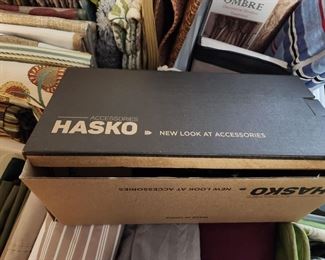 OMBRE
ACCESSORIES
HASKO NEW LOOK AT ACCESSORIES
NEW LOOK AT ACCESSORIES HASKO